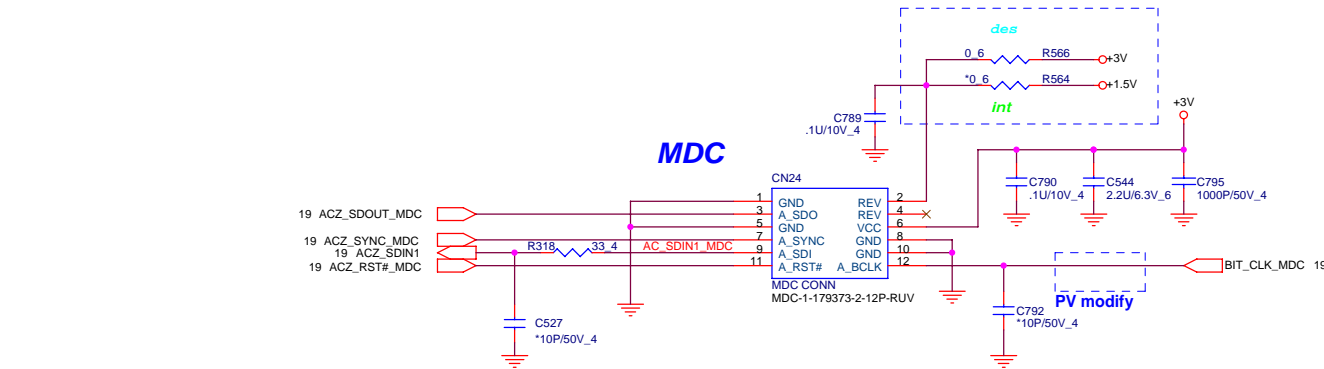 des
0_6 R566 +3V
*0_6 R564 +1.5V
int
+3V
C789
.1U/10V_4
MDC
CN24
C790
.1U/10V_4
C544
2.2U/6.3V_6
C795
1000P/50V_4
1 GND REV 2
19 ACZ_SDOUT_MDC 3 A_SDO REV 4
5 GND VCC 6
19 ACZ_SYNC_MDC 7 A_SYNC GND 8
19 ACZ_SDIN1 R318 33_4 AC_SDIN1_MDC 9 A_SDI GND 10
19 ACZ_RST#_MDC 11 A_RST# A_BCLK 12 BIT_CLK_MDC 19
MDC CONN
MDC-1-179373-2-12P-RUV
PV modify
C792
*10P/50V_4
C527
*10P/50V_4